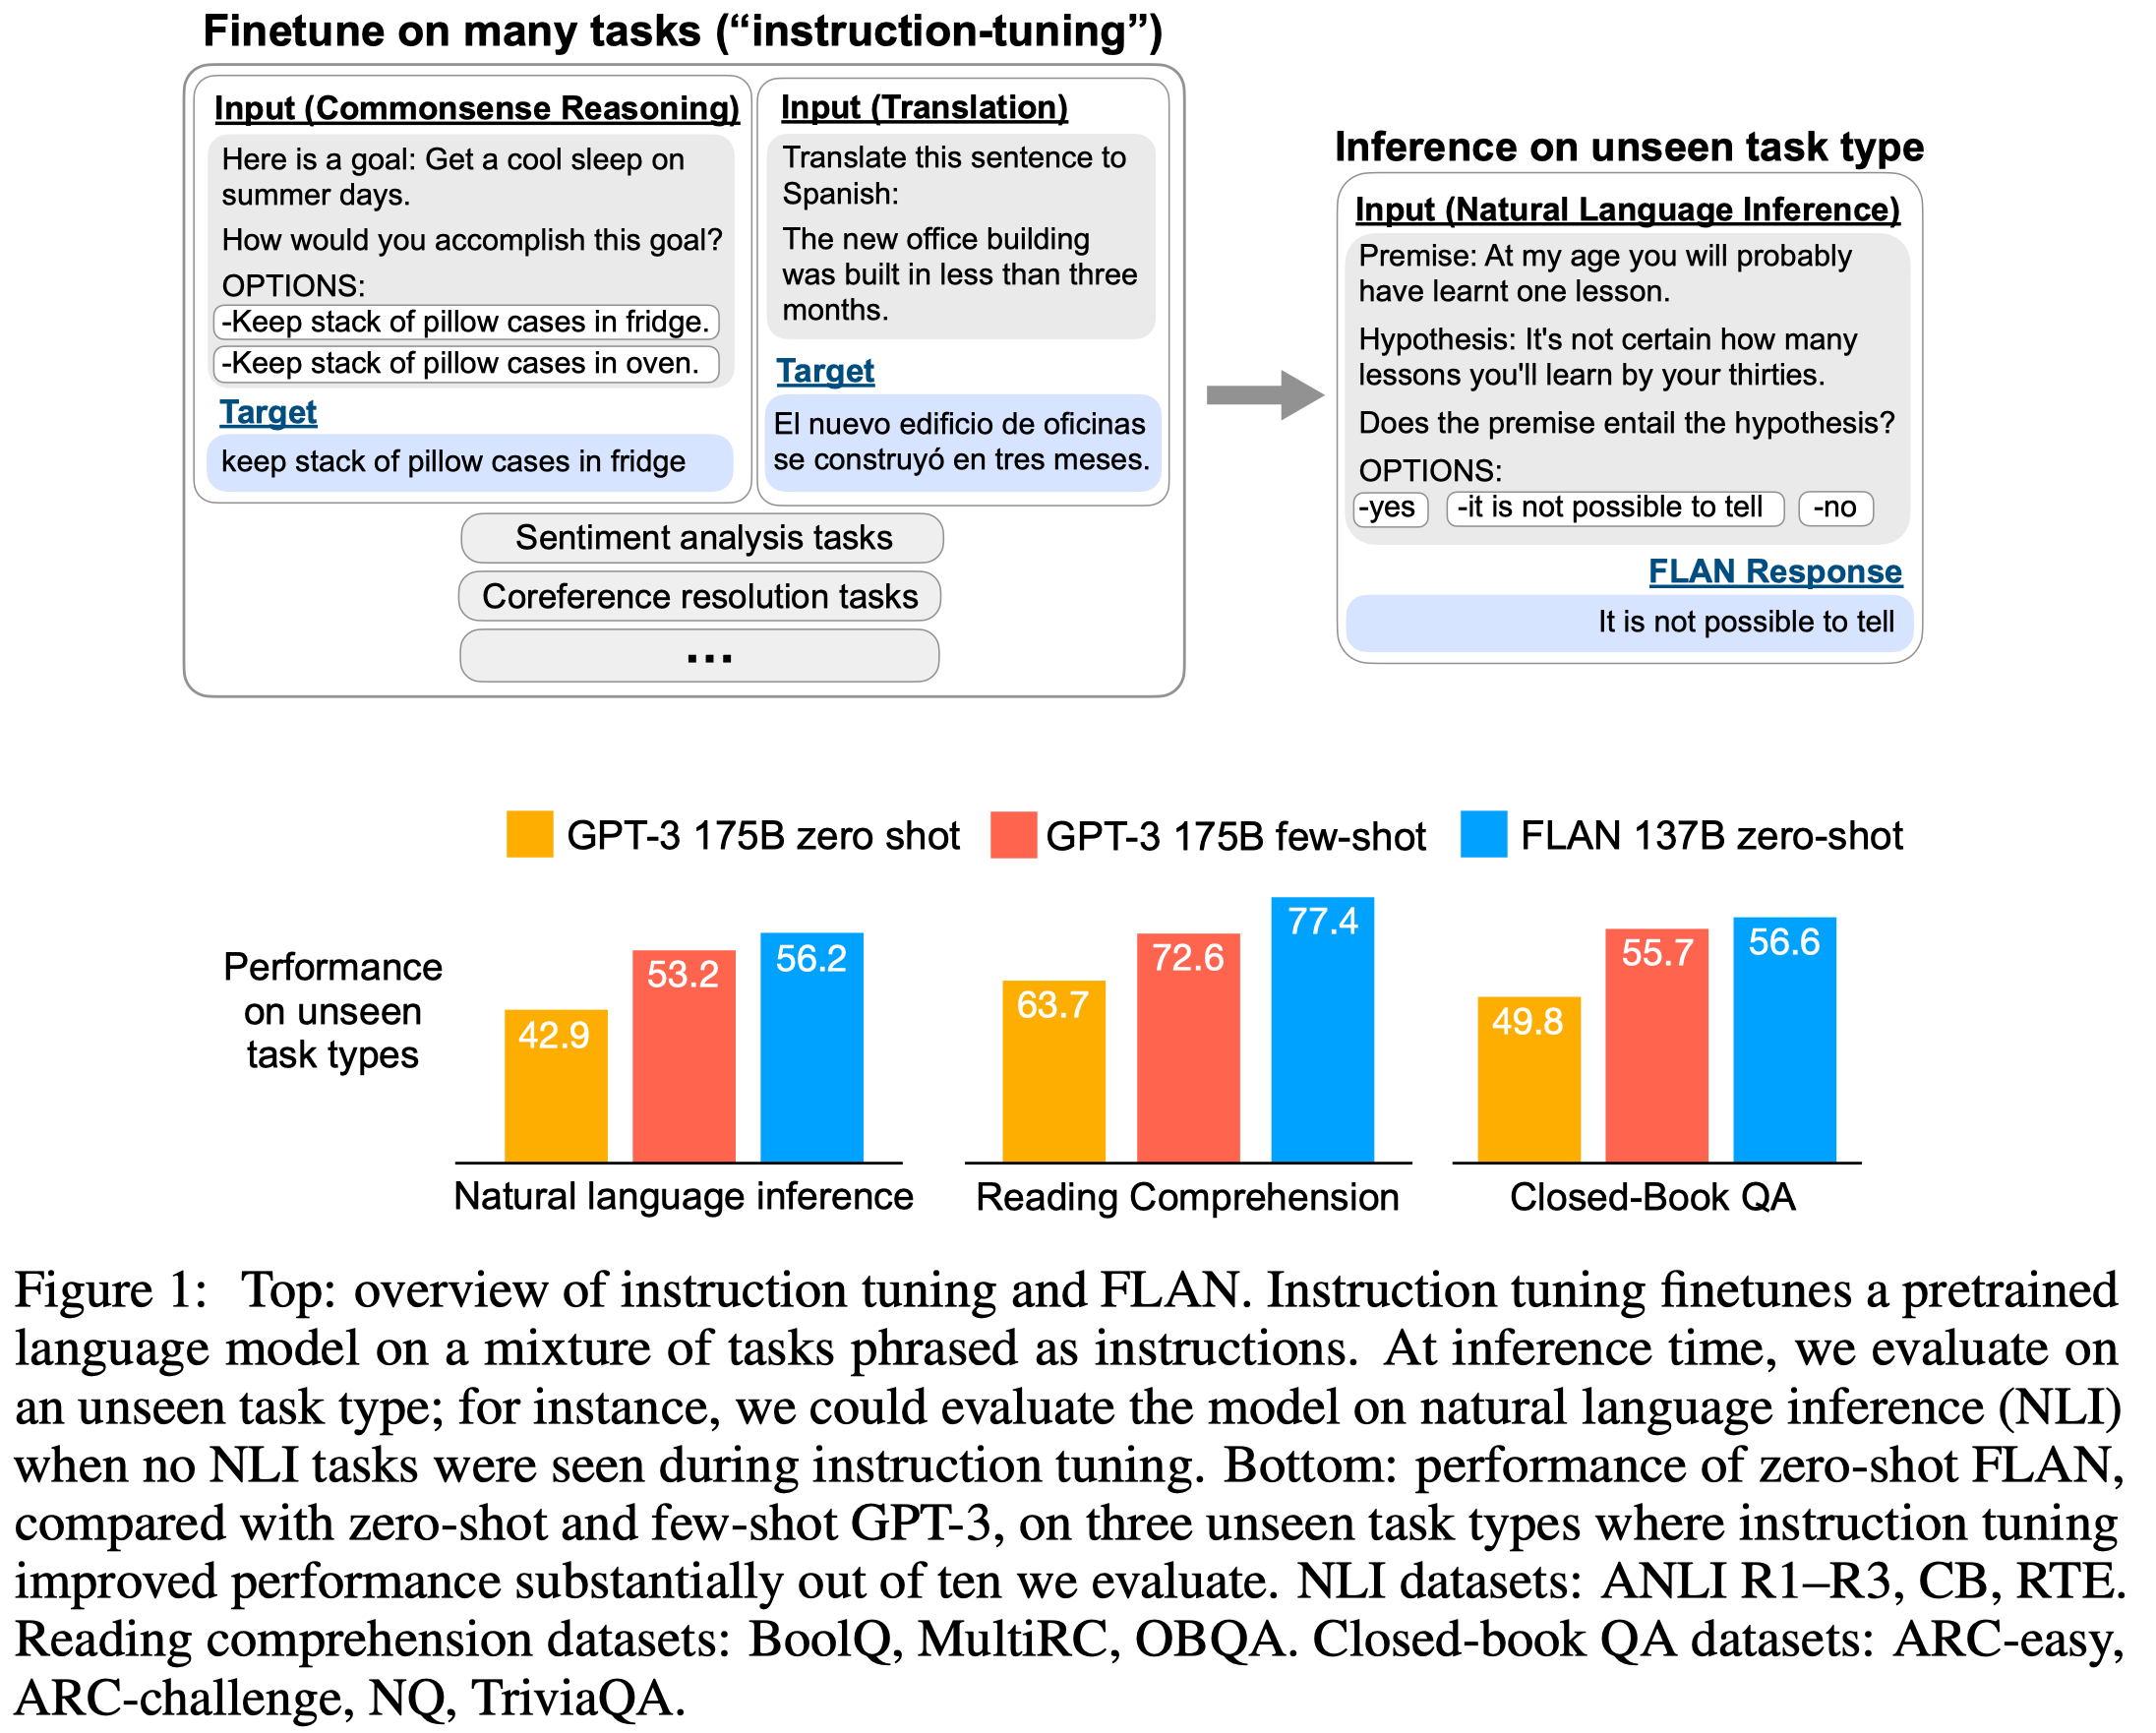 Finetune on many tasks (“instruction-tuning”)
Input (Commonsense Reasoning)
Here is a goal: Get a cool sleep on
summer days.
How would you accomplish this goal?
OPTIONS:
-Keep stack of pillow cases in fridge.
-Keep stack of pillow cases in oven.
Target
keep stack of pillow cases in fridge
Input (Translation)
Translate this sentence to
Spanish:
The new office building
was built in less than three
months.
Target
El nuevo edificio de oficinas
se construyó en tres meses.
Sentiment analysis tasks
Coreference resolution tasks
...
Inference on unseen task type
Input (Natural Language Inference)
Premise: At my age you will probably
have learnt one lesson.
Hypothesis: It's not certain how many
lessons you'll learn by your thirties.
Does the premise entail the hypothesis?
OPTIONS:
-yes -it is not possible to tell -no
FLAN Response
It is not possible to tell
GPT-3 175B zero shot GPT-3 175B few-shot FLAN 137B zero-shot
Performance
on unseen
task types
42.9 53.2 56.2
Natural language inference
63.7 72.6 77.4
Reading Comprehension
49.8 55.7 56.6
Closed-Book QA
Figure 1: Top: overview of instruction tuning and FLAN. Instruction tuning finetunes a pretrained
language model on a mixture of tasks phrased as instructions. At inference time, we evaluate on
an unseen task type; for instance, we could evaluate the model on natural language inference (NLI)
when no NLI tasks were seen during instruction tuning. Bottom: performance of zero-shot FLAN,
compared with zero-shot and few-shot GPT-3, on three unseen task types where instruction tuning
improved performance substantially out of ten we evaluate. NLI datasets: ANLI R1–R3, CB, RTE.
Reading comprehension datasets: BoolQ, MultiRC, OBQA. Closed-book QA datasets: ARC-easy,
ARC-challenge, NQ, TriviaQA.